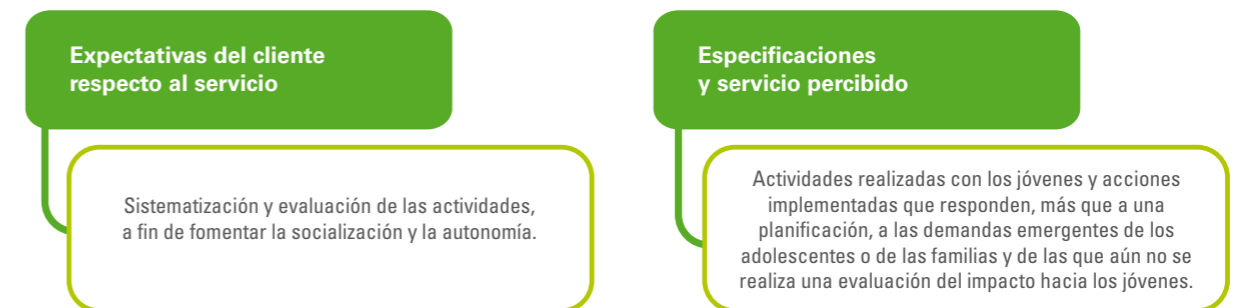 Expectativas del cliente
respecto al servicio
Sistematización y evaluación de las actividades,
a fin de fomentar la socialización y la autonomía.
Especificaciones
y servicio percibido
Actividades realizadas con los jóvenes y acciones
implementadas que responden, más que a una
planificación, a las demandas emergentes de los
adolescentes o de las familias y de las que aún no se
realiza una evaluación del impacto hacia los jóvenes.